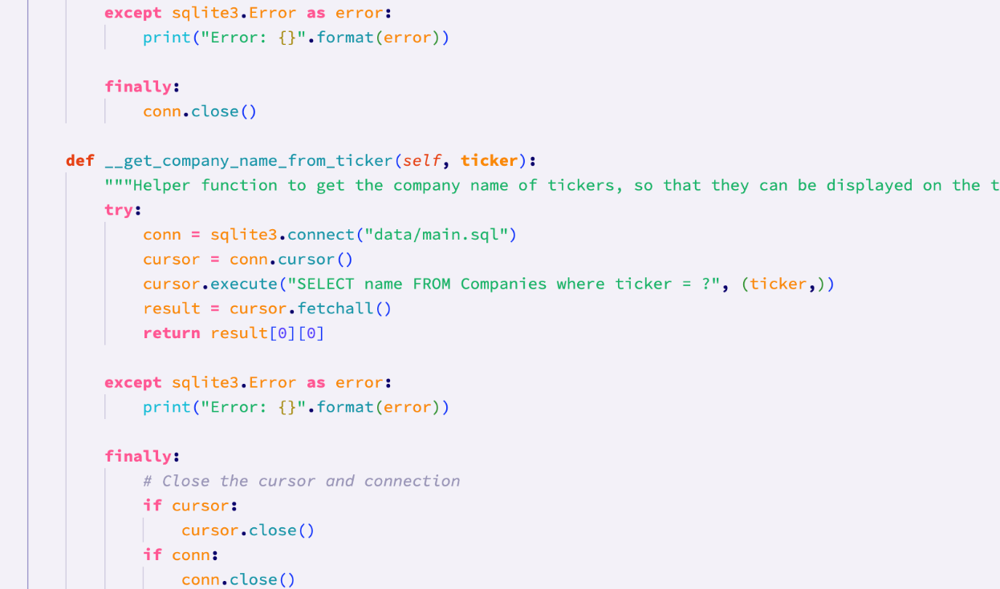 except sqlite3.Error as error:
print("Error: {}".format(error))
finally:
conn.close()
def __get_company_name_from_ticker(self, ticker):
"""Helper function to get the company name of tickers, so that they can be displayed on the t
try:
conn = sqlite3.connect("data/main.sql")
cursor = conn.cursor()
cursor.execute("SELECT name FROM Companies where ticker = ?", (ticker,))
result = cursor.fetchall()
return result[0][0]
except sqlite3.Error as error:
print("Error: {}".format(error))
finally:
# Close the cursor and connection
if cursor:
cursor.close()
if conn:
conn.close()